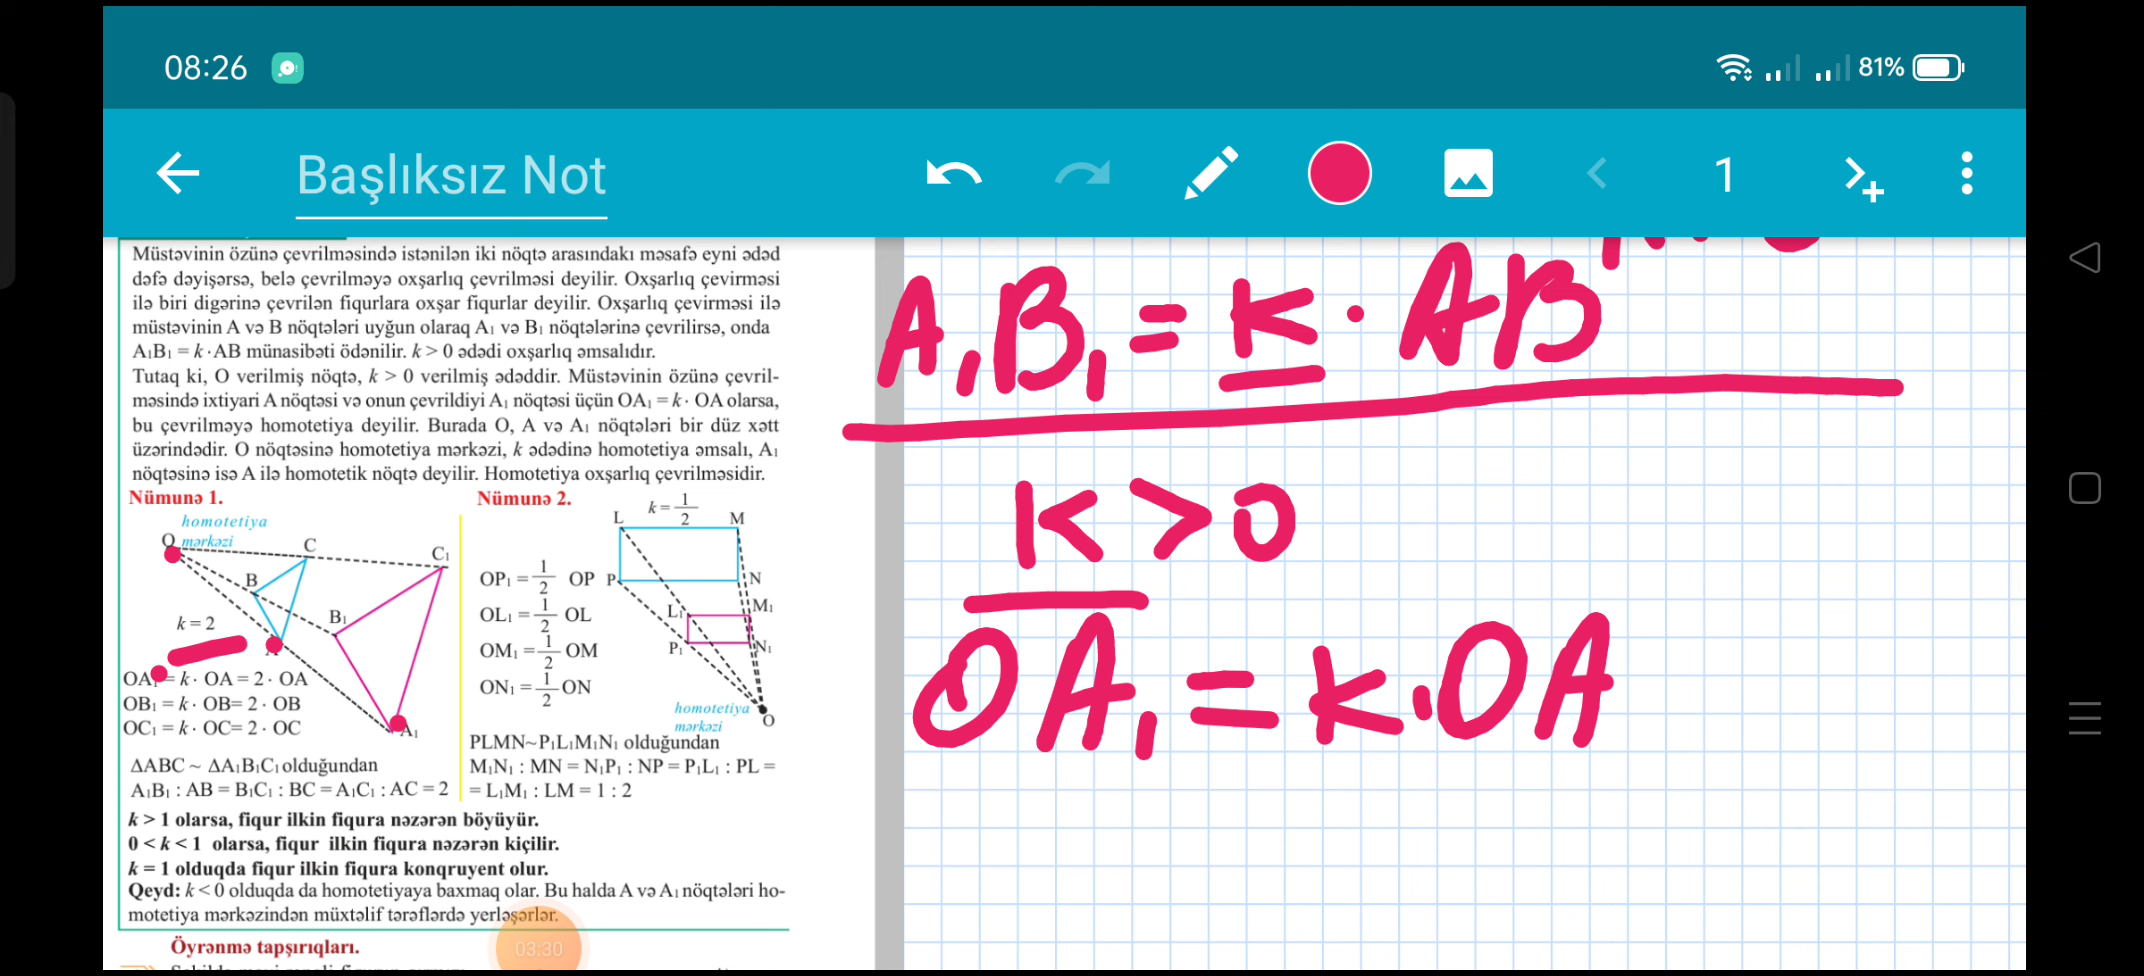 08:26
81%
Başlıksız Not
1
Müstəvinin özünə çevrilməsində istənilən iki nöqtə arasındakı məsafə eyni ədəd
dəfə dəyişərsə, belə çevrilməyə oxşarlıq çevrilməsi deyilir. Oxşarlıq çevirməsi
ilə biri digərinə çevrilən fiqurlara oxşar fiqurlar deyilir. Oxşarlıq çevirməsi ilə
müstəvinin A və B nöqtələri uyğun olaraq A₁ və B₁ nöqtələrinə çevrilirsə, onda
A₁B₁ = k · AB münasibəti ödənilir. k > 0 ədədi oxşarlıq əmsalıdır.
Tutaq ki, O verilmiş nöqtə, k > 0 verilmiş ədəddir. Müstəvinin özünə çevril-
məsində ixtiyari A nöqtəsi və onun çevrildiyi A₁ nöqtəsi üçün OA₁ = k · OA olarsa,
bu çevrilməyə homotetiya deyilir. Burada O, A və A₁ nöqtələri bir düz xətt
üzərindədir. O nöqtəsinə homotetiya mərkəzi, k ədədinə homotetiya əmsalı, A₁
nöqtəsinə isə A ilə homotetik nöqtə deyilir. Homotetiya oxşarlıq çevrilməsidir.
Nümunə 1.
homotetiya
mərkəzi
O
C
C₁
B
B₁
k = 2
A₁
OA₁ = k · OA = 2 · OA
OB₁ = k · OB= 2 · OB
OC₁ = k · OC= 2 · OC
ΔABC ~ ΔA₁B₁C₁ olduğundan
A₁B₁ : AB = B₁C₁ : BC = A₁C₁ : AC = 2
Nümunə 2.
k = 1/2
L
M
P
N
L₁
M₁
P₁
N₁
OP₁ = 1/2 OP
OL₁ = 1/2 OL
OM₁ = 1/2 OM
ON₁ = 1/2 ON
homotetiya
mərkəzi
O
PLMN~P₁L₁M₁N₁ olduğundan
M₁N₁ : MN = N₁P₁ : NP = P₁L₁ : PL =
= L₁M₁ : LM = 1 : 2
k > 1 olarsa, fiqur ilkin fiqura nəzərən böyüyür.
0 < k < 1 olarsa, fiqur ilkin fiqura nəzərən kiçilir.
k = 1 olduqda fiqur ilkin fiqura konqruyent olur.
Qeyd: k < 0 olduqda da homotetiyaya baxmaq olar. Bu halda A və A₁ nöqtələri ho-
motetiya mərkəzindən müxtəlif tərəflərdə yerləşərlər.
03:30
Öyrənmə tapşırıqları.
A₁B₁ = K · AB
K > 0
OA₁ = K · OA